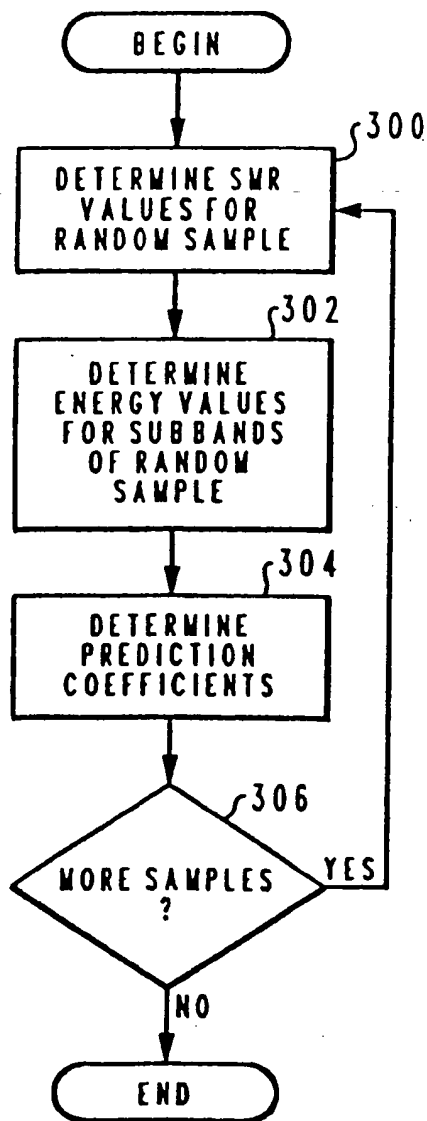 BEGIN
300
DETERMINE SMR
VALUES FOR
RANDOM SAMPLE
302
DETERMINE
ENERGY VALUES
FOR SUBBANDS
OF RANDOM
SAMPLE
304
DETERMINE
PREDICTION
COEFFICIENTS
306
MORE SAMPLES
?
YES
NO
END